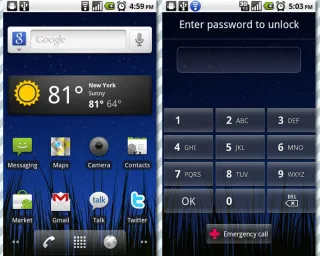 4:59 PM
Google
81°
New York
Sunny
81° 64°
Messaging
Maps
Camera
Contacts
talk
Market
Gmail
Talk
Twitter
5:03 PM
Enter password to unlock
1
2 ABC
3 DEF
4 GHI
5 JKL
6 MNO
7 PQRS
8 TUV
9 WXYZ
OK
0
DEL
Emergency call